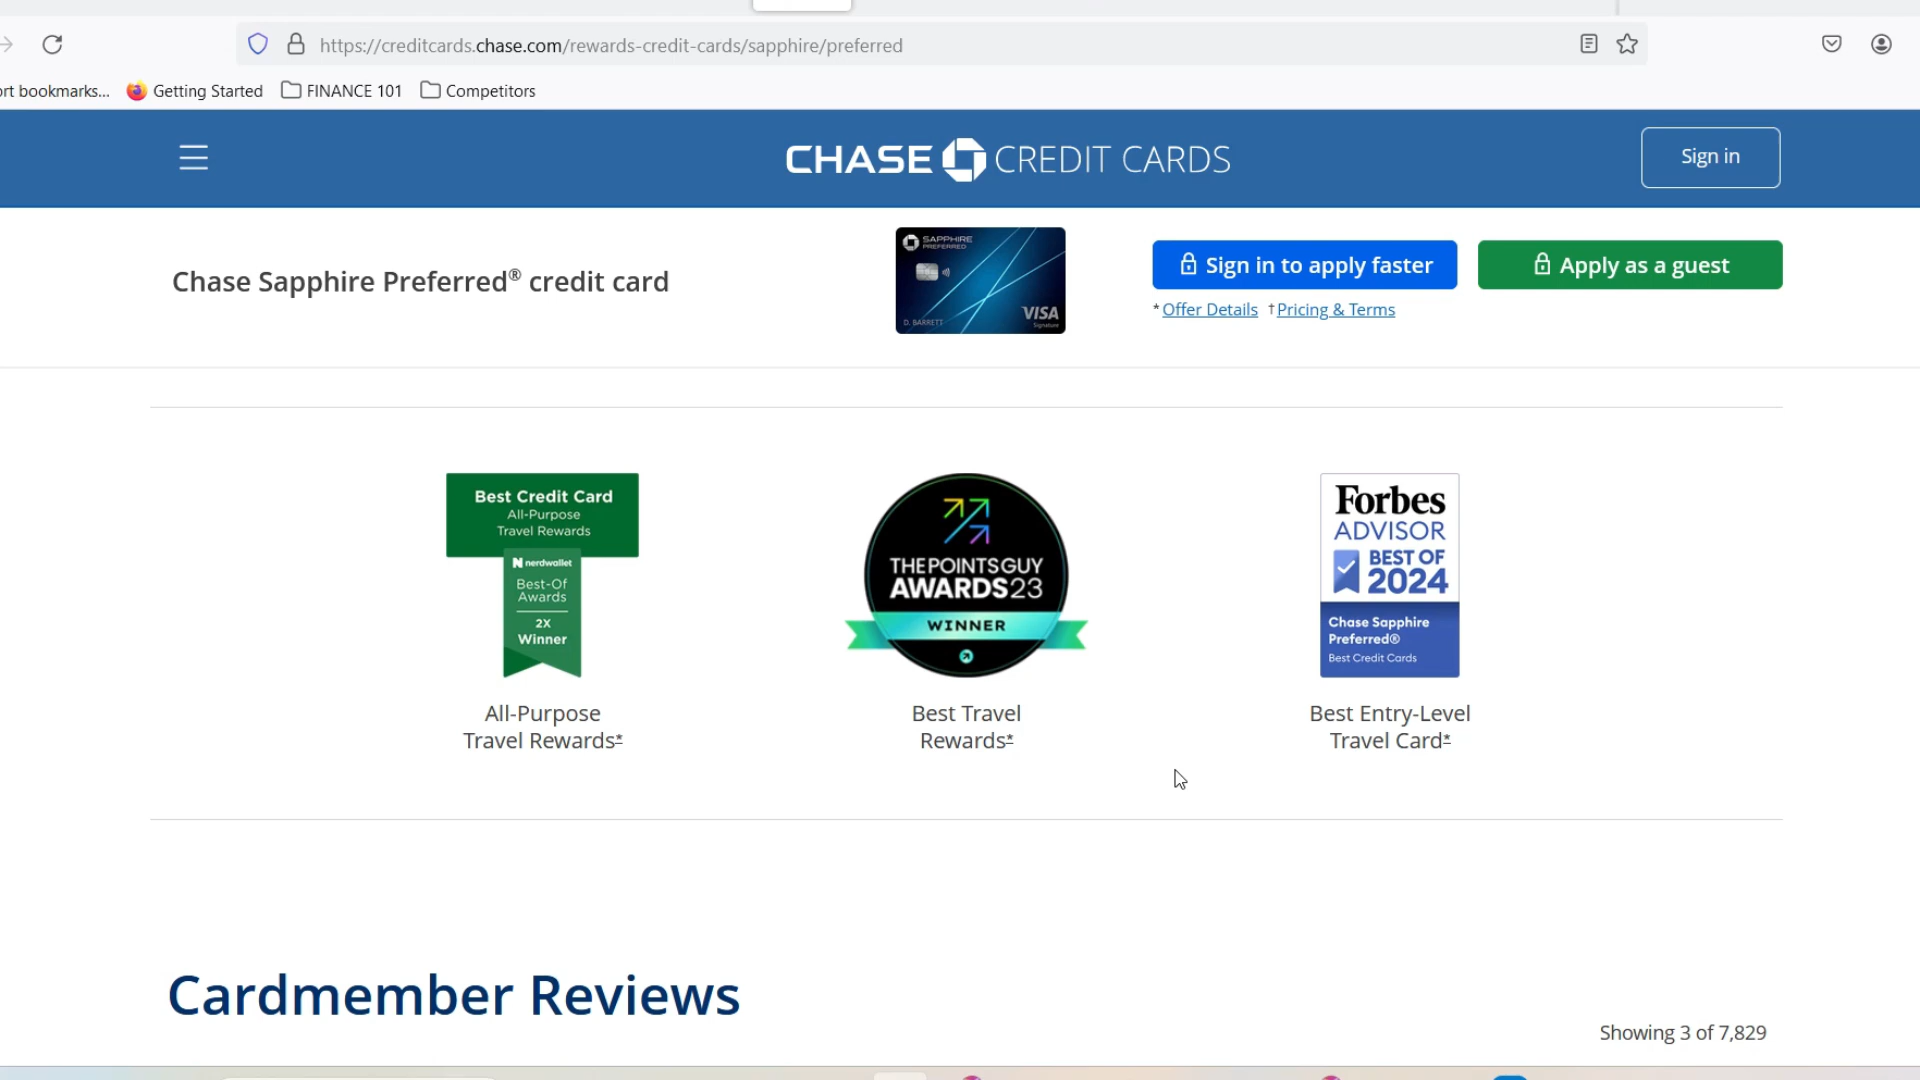 https://creditcards.chase.com/rewards-credit-cards/sapphire/preferred
ort bookmarks... Getting Started FINANCE 101 Competitors
CHASE CREDIT CARDS
Sign in
Chase Sapphire Preferred® credit card
SAPPHIRE
PREFERRED
D. BARRETT
VISA
Signature
Sign in to apply faster
Apply as a guest
* Offer Details †Pricing & Terms
Best Credit Card
All-Purpose
Travel Rewards
nerdwallet
Best-Of
Awards
2X
Winner
All-Purpose
Travel Rewards*
THE POINTS GUY
AWARDS23
WINNER
Best Travel
Rewards*
Forbes
ADVISOR
BEST OF
2024
Chase Sapphire
Preferred®
Best Credit Cards
Best Entry-Level
Travel Card*
Cardmember Reviews
Showing 3 of 7,829